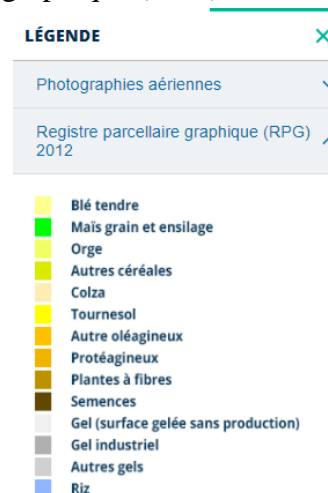 LÉGENDE
Photographies aériennes
Registre parcellaire graphique (RPG)
2012
Blé tendre
Maïs grain et ensilage
Orge
Autres céréales
Colza
Tournesol
Autre oléagineux
Protéagineux
Plantes à fibres
Semences
Gel (surface gelée sans production)
Gel industriel
Autres gels
Riz